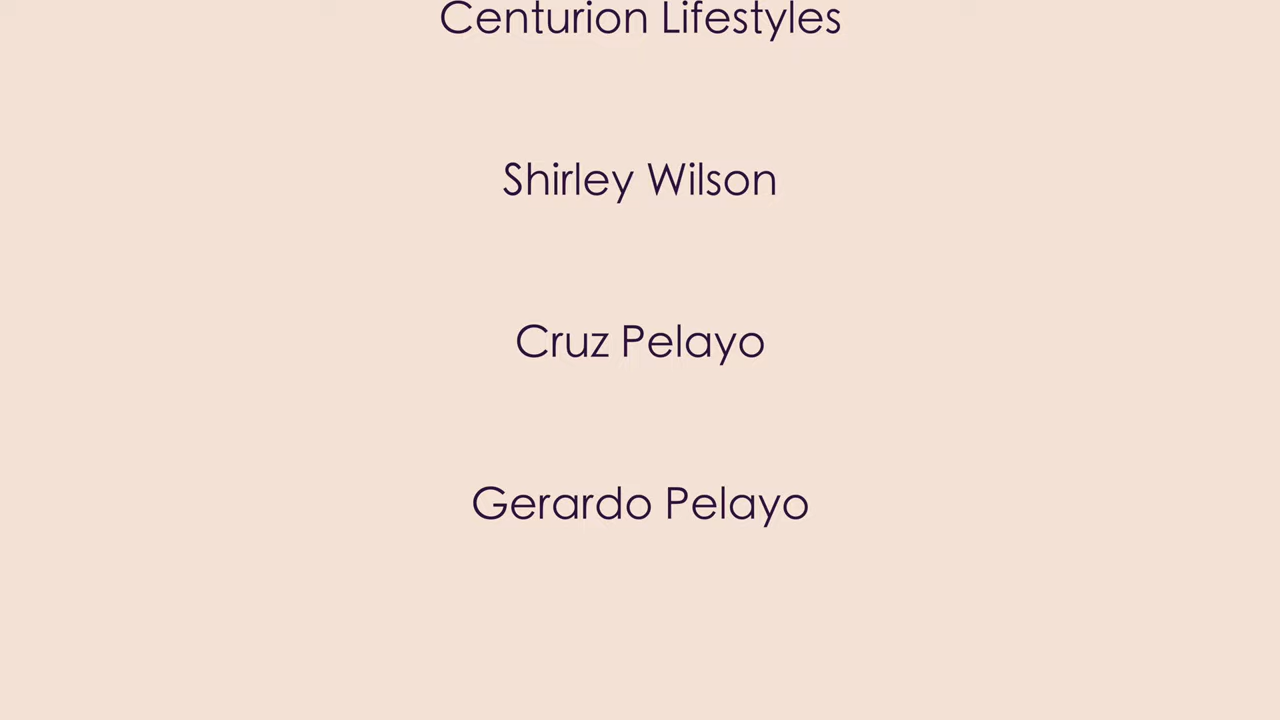 Centurion Lifestyles
Shirley Wilson
Cruz Pelayo
Gerardo Pelayo